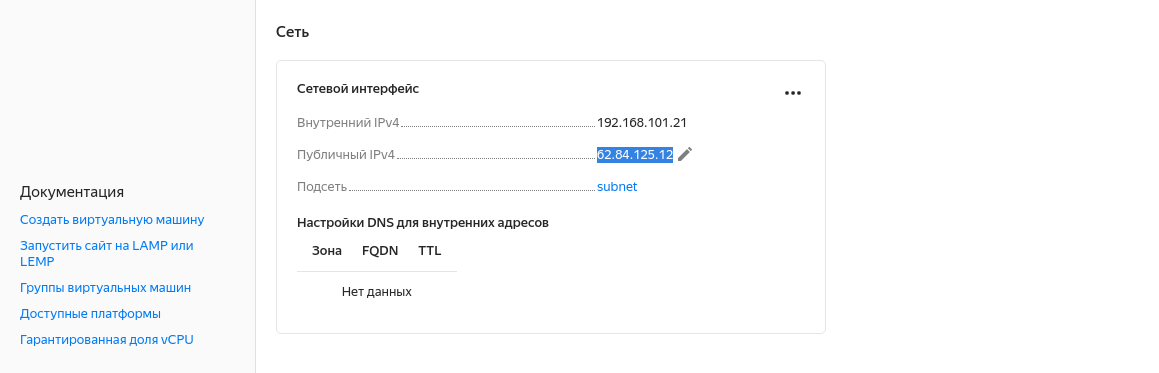 Сеть
Сетевой интерфейс
Внутренний IPv4 192.168.101.21
Публичный IPv4 62.84.125.12
Подсеть subnet
Настройки DNS для внутренних адресов
Зона FQDN TTL
Нет данных
Документация
Создать виртуальную машину
Запустить сайт на LAMP или
LEMP
Группы виртуальных машин
Доступные платформы
Гарантированная доля vCPU